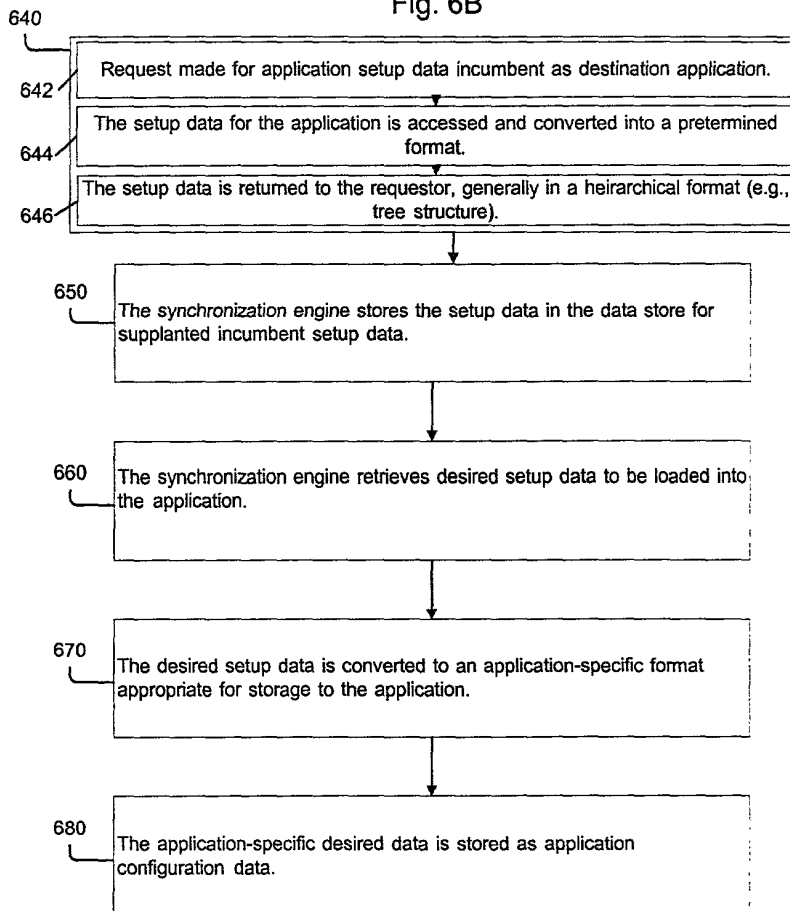 Fig. 6B
640
642
Request made for application setup data incumbent as destination application.
644
The setup data for the application is accessed and converted into a pretermined
format.
646
The setup data is returned to the requestor, generally in a heirarchical format (e.g.,
tree structure).
650
The synchronization engine stores the setup data in the data store for
supplanted incumbent setup data.
660
The synchronization engine retrieves desired setup data to be loaded into
the application.
670
The desired setup data is converted to an application-specific format
appropriate for storage to the application.
680
The application-specific desired data is stored as application
configuration data.